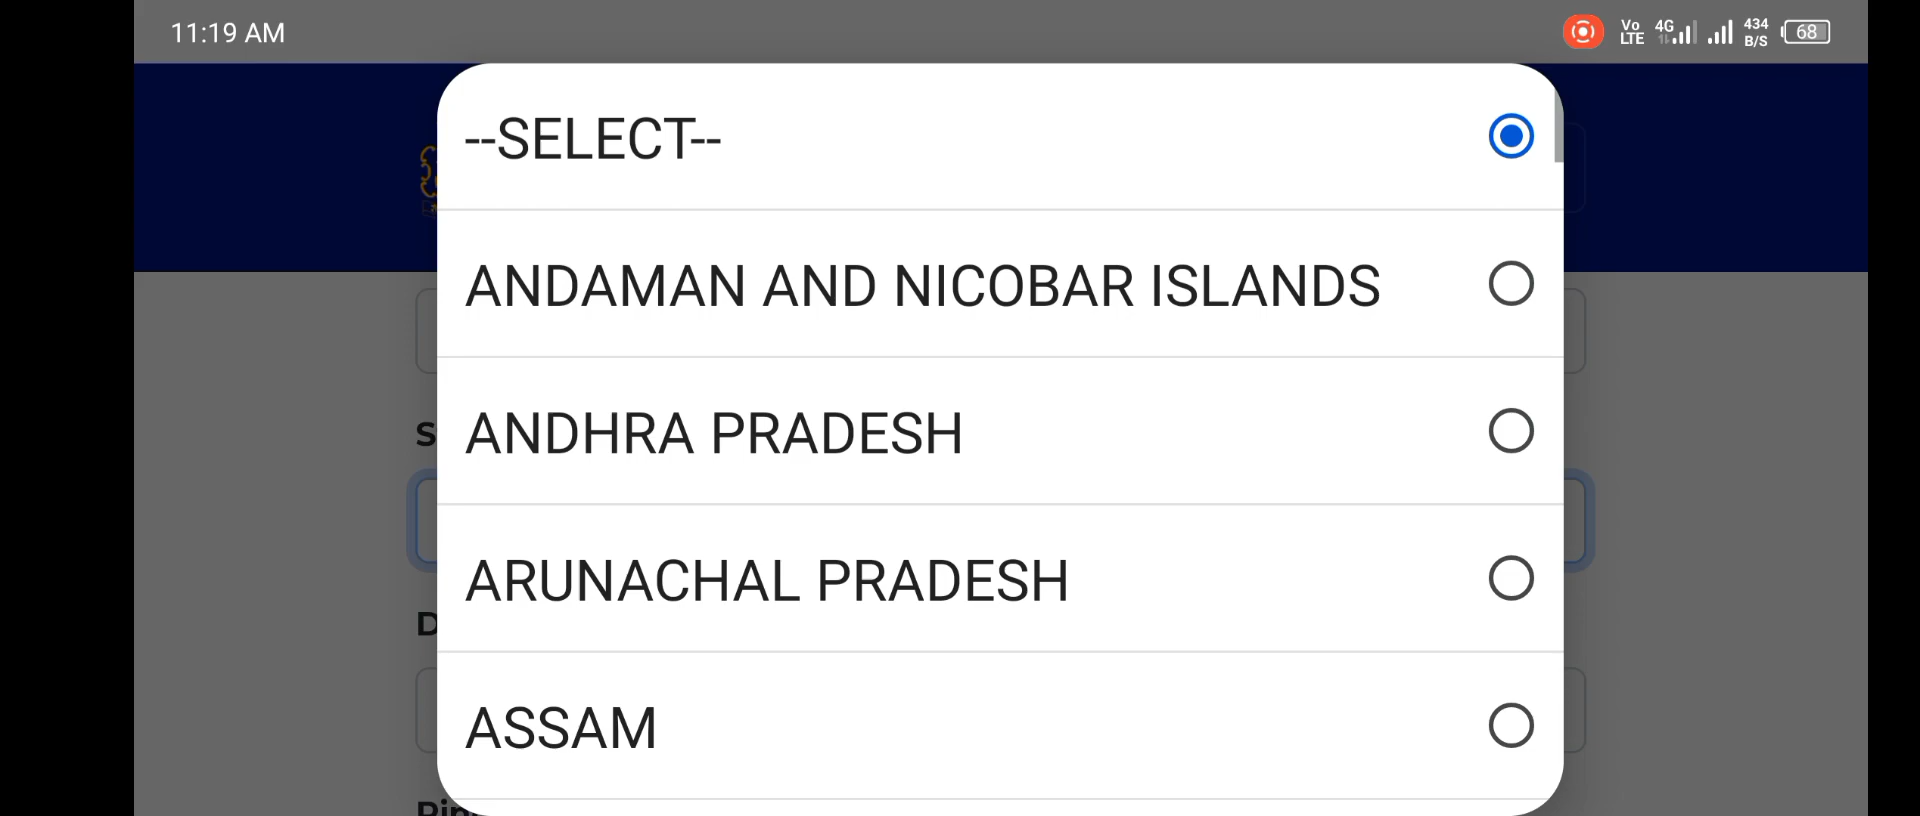 11:19 AM
Vo LTE 4G 434 B/S 68
--SELECT--
ANDAMAN AND NICOBAR ISLANDS
S
ANDHRA PRADESH
ARUNACHAL PRADESH
D
ASSAM